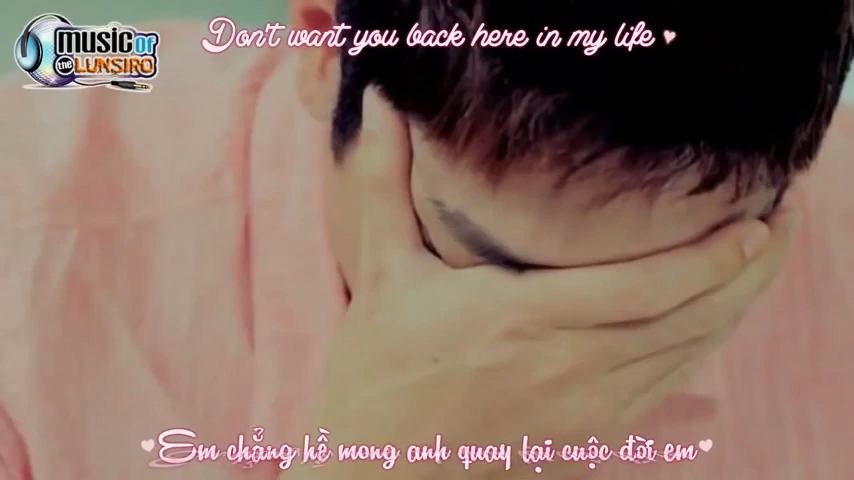 Don't want you back here in my life
music of
the LUNSIRO
Em chẳng hề mong anh quay lại cuộc đời em